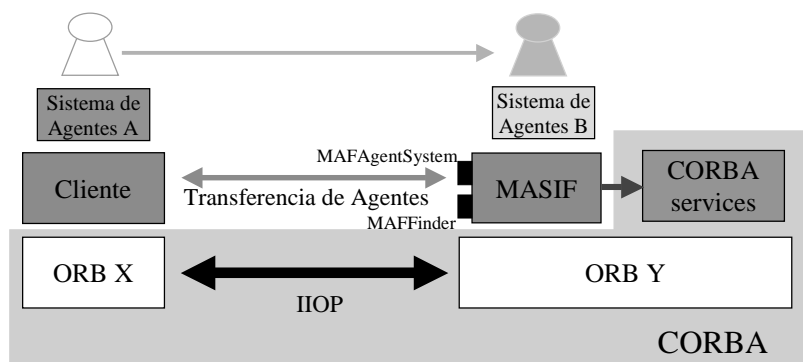 Sistema de
Agentes A
Sistema de
Agentes B
MAFAgentSystem
Cliente
Transferencia de Agentes
MASIF
CORBA
services
MAFFinder
ORB X
IIOP
ORB Y
CORBA